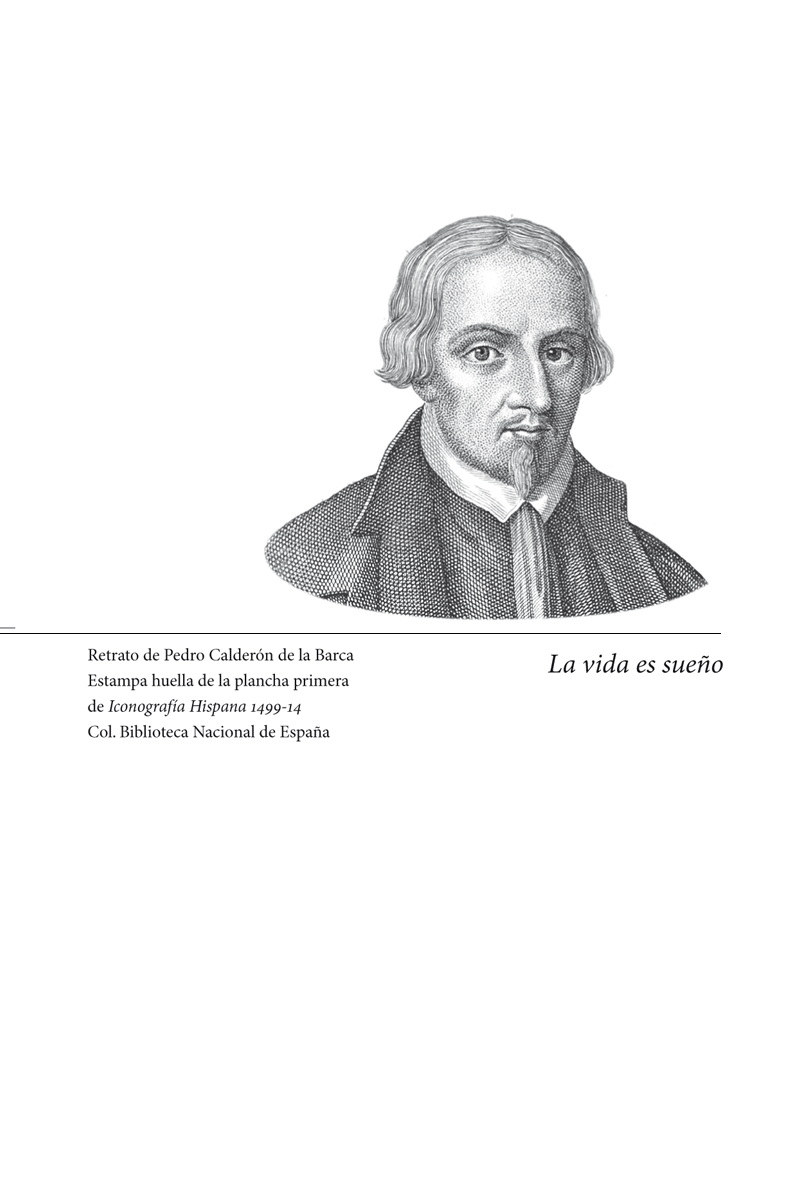 Retrato de Pedro Calderón de la Barca
Estampa huella de la plancha primera
de Iconografía Hispana 1499-14
Col. Biblioteca Nacional de España
La vida es sueño